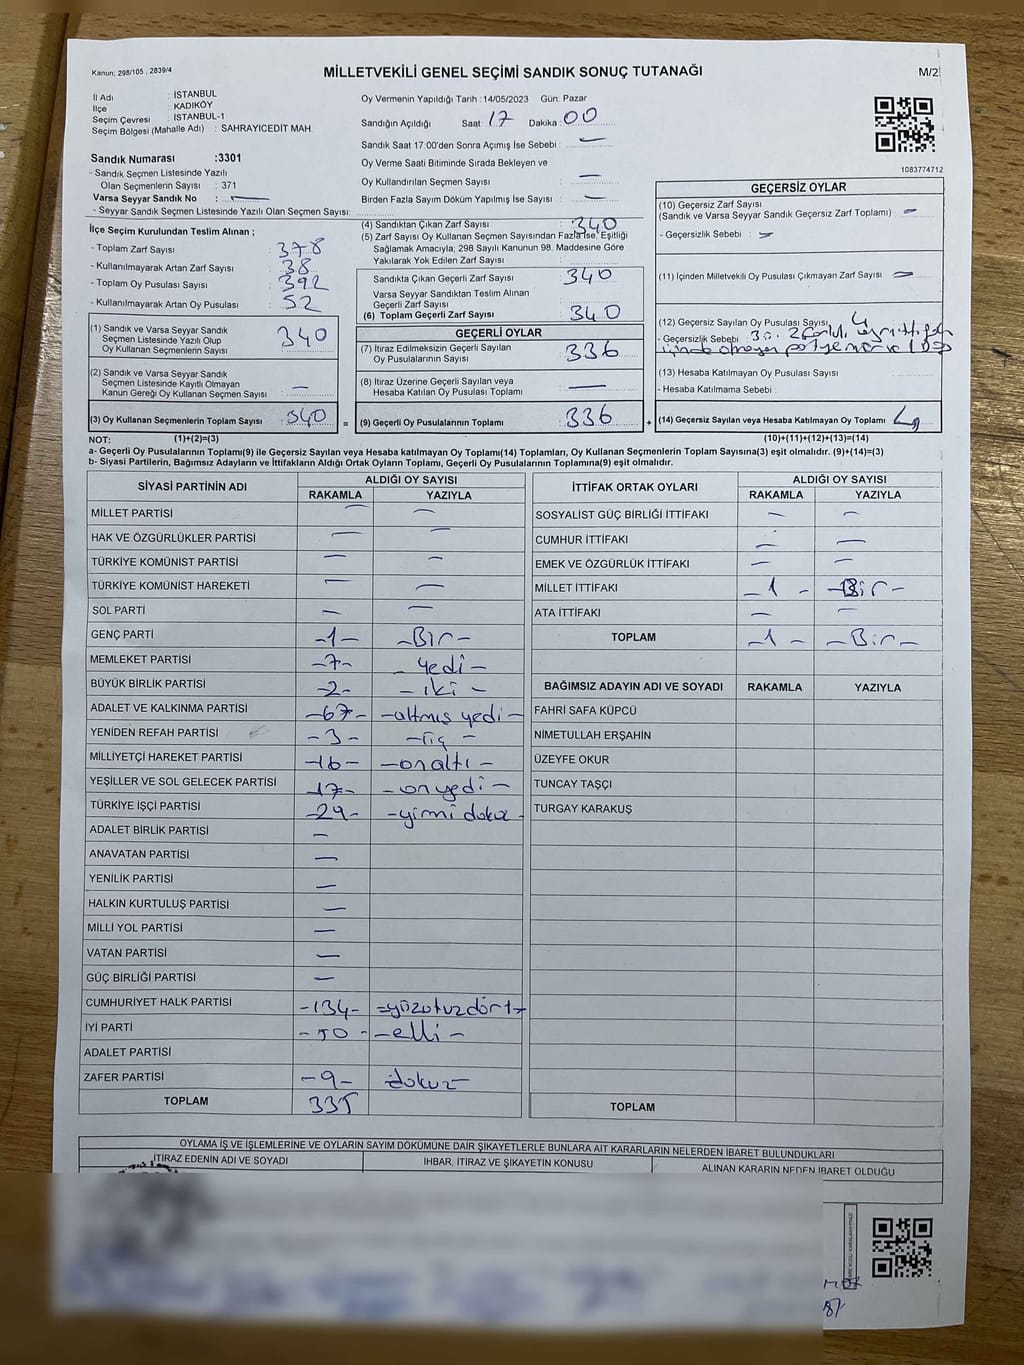 Kanun: 298/105 , 2839/4
MİLLETVEKİLİ GENEL SEÇİMİ SANDIK SONUÇ TUTANAĞI
M/2
İl Adı : İSTANBUL
İlçe : KADIKÖY
Seçim Çevresi : İSTANBUL-1
Seçim Bölgesi (Mahalle Adı) : SAHRAYICEDİT MAH
Oy Vermenin Yapıldığı Tarih :14/05/2023 Gün: Pazar
Sandığın Açıldığı Saat : 17 Dakika : 00
Sandık Saat 17.00'den Sonra Açımış İse Sebebi : —
Oy Verme Saati Bitiminde Sırada Bekleyen ve
Oy Kullandırılan Seçmen Sayısı : —
Birden Fazla Sayım Döküm Yapılmış İse Sayısı : —
1083774712
Sandık Numarası :3301
- Sandık Seçmen Listesinde Yazılı
Olan Seçmenlerin Sayısı : 371
Varsa Seyyar Sandık No : —
- Seyyar Sandık Seçmen Listesinde Yazılı Olan Seçmen Sayısı:
İlçe Seçim Kurulundan Teslim Alınan ;
- Toplam Zarf Sayısı : 378
- Kullanılmayarak Artan Zarf Sayısı : 38
- Toplam Oy Pusulası Sayısı : 392
- Kullanılmayarak Artan Oy Pusulası : 52
(1) Sandık ve Varsa Seyyar Sandık
Seçmen Listesinde Yazılı Olup
Oy Kullanan Seçmenlerin Sayısı : 340
(2) Sandık ve Varsa Seyyar Sandık
Seçmen Listesinde Kayıtlı Olmayan
Kanun Gereği Oy Kullanan Seçmen Sayısı : —
(3) Oy Kullanan Seçmenlerin Toplam Sayısı : 340 =
(4) Sandıktan Çıkan Zarf Sayısı : 340
(5) Zarf Sayısı Oy Kullanan Seçmen Sayısından Fazla İse, Eşitliği
Sağlamak Amacıyla; 298 Sayılı Kanunun 98. Maddesine Göre
Yakılarak Yok Edilen Zarf Sayısı :
Sandıkta Çıkan Geçerli Zarf Sayısı : 340
Varsa Seyyar Sandıktan Teslim Alınan
Geçerli Zarf Sayısı :
(6) Toplam Geçerli Zarf Sayısı : 340
GEÇERLİ OYLAR
(7) İtiraz Edilmeksizin Geçerli Sayılan
Oy Pusulalarının Sayısı : 336
(8) İtiraz Üzerine Geçerli Sayılan veya
Hesaba Katılan Oy Pusulası Toplamı : —
(9) Geçerli Oy Pusulalarının Toplamı : 336 +
GEÇERSİZ OYLAR
(10) Geçersiz Zarf Sayısı
(Sandık ve Varsa Seyyar Sandık Geçersiz Zarf Toplamı) : —
- Geçersizlik Sebebi : —
(11) İçinden Milletvekili Oy Pusulası Çıkmayan Zarf Sayısı : —
(12) Geçersiz Sayılan Oy Pusulası Sayısı : 4
- Geçersizlik Sebebi : aynı ittifak
içinde olmayan partiye
(13) Hesaba Katılmayan Oy Pusulası Sayısı :
- Hesaba Katılmama Sebebi :
(14) Geçersiz Sayılan veya Hesaba Katılmayan Oy Toplamı : 4
NOT: (1)+(2)=(3) (10)+(11)+(12)+(13)=(14)
a- Geçerli Oy Pusulalarının Toplamı(9) ile Geçersiz Sayılan veya Hesaba katılmayan Oy Toplamı(14) Toplamları, Oy Kullanan Seçmenlerin Toplam Sayısına(3) eşit olmalıdır. (9)+(14)=(3)
b- Siyasi Partilerin, Bağımsız Adayların ve İttifakların Aldığı Ortak Oyların Toplamı, Geçerli Oy Pusulalarının Toplamına(9) eşit olmalıdır.
SİYASİ PARTİNİN ADI ALDIĞI OY SAYISI
RAKAMLA YAZIYLA
MİLLET PARTİSİ — —
HAK VE ÖZGÜRLÜKLER PARTİSİ — —
TÜRKİYE KOMÜNİST PARTİSİ — —
TÜRKİYE KOMÜNİST HAREKETİ — —
SOL PARTİ — —
GENÇ PARTİ -1- -Bir-
MEMLEKET PARTİSİ -7- -yedi-
BÜYÜK BİRLİK PARTİSİ -2- -iki-
ADALET VE KALKINMA PARTİSİ -67- -altmış yedi-
YENİDEN REFAH PARTİSİ -3- -üç-
MİLLİYETÇİ HAREKET PARTİSİ -16- -onaltı-
YEŞİLLER VE SOL GELECEK PARTİSİ -17- -onyedi-
TÜRKİYE İŞÇİ PARTİSİ -29- -yirmi dokuz-
ADALET BİRLİK PARTİSİ —
ANAVATAN PARTİSİ —
YENİLİK PARTİSİ —
HALKIN KURTULUŞ PARTİSİ —
MİLLİ YOL PARTİSİ —
VATAN PARTİSİ —
GÜÇ BİRLİĞİ PARTİSİ —
CUMHURİYET HALK PARTİSİ -134- -yüzotuzdört-
İYİ PARTİ -50- -elli-
ADALET PARTİSİ
ZAFER PARTİSİ -9- dokuz-
TOPLAM 335
İTTİFAK ORTAK OYLARI ALDIĞI OY SAYISI
RAKAMLA YAZIYLA
SOSYALİST GÜÇ BİRLİĞİ İTTİFAKI — —
CUMHUR İTTİFAKI — —
EMEK VE ÖZGÜRLÜK İTTİFAKI — —
MİLLET İTTİFAKI -1- -Bir-
ATA İTTİFAKI — —
TOPLAM -1- -Bir-
BAĞIMSIZ ADAYIN ADI VE SOYADI RAKAMLA YAZIYLA
FAHRİ SAFA KÜPCÜ
NİMETULLAH ERŞAHİN
ÜZEYFE OKUR
TUNCAY TAŞÇI
TURGAY KARAKUŞ
TOPLAM
OYLAMA İŞ VE İŞLEMLERİNE VE OYLARIN SAYIM DÖKÜMÜNE DAİR ŞİKAYETLERLE BUNLARA AİT KARARLARIN NELERDEN İBARET BULUNDUKLARI
İTİRAZ EDENİN ADI VE SOYADI İHBAR, İTİRAZ VE ŞİKAYETİN KONUSU ALINAN KARARIN NEDEN İBARET OLDUĞU